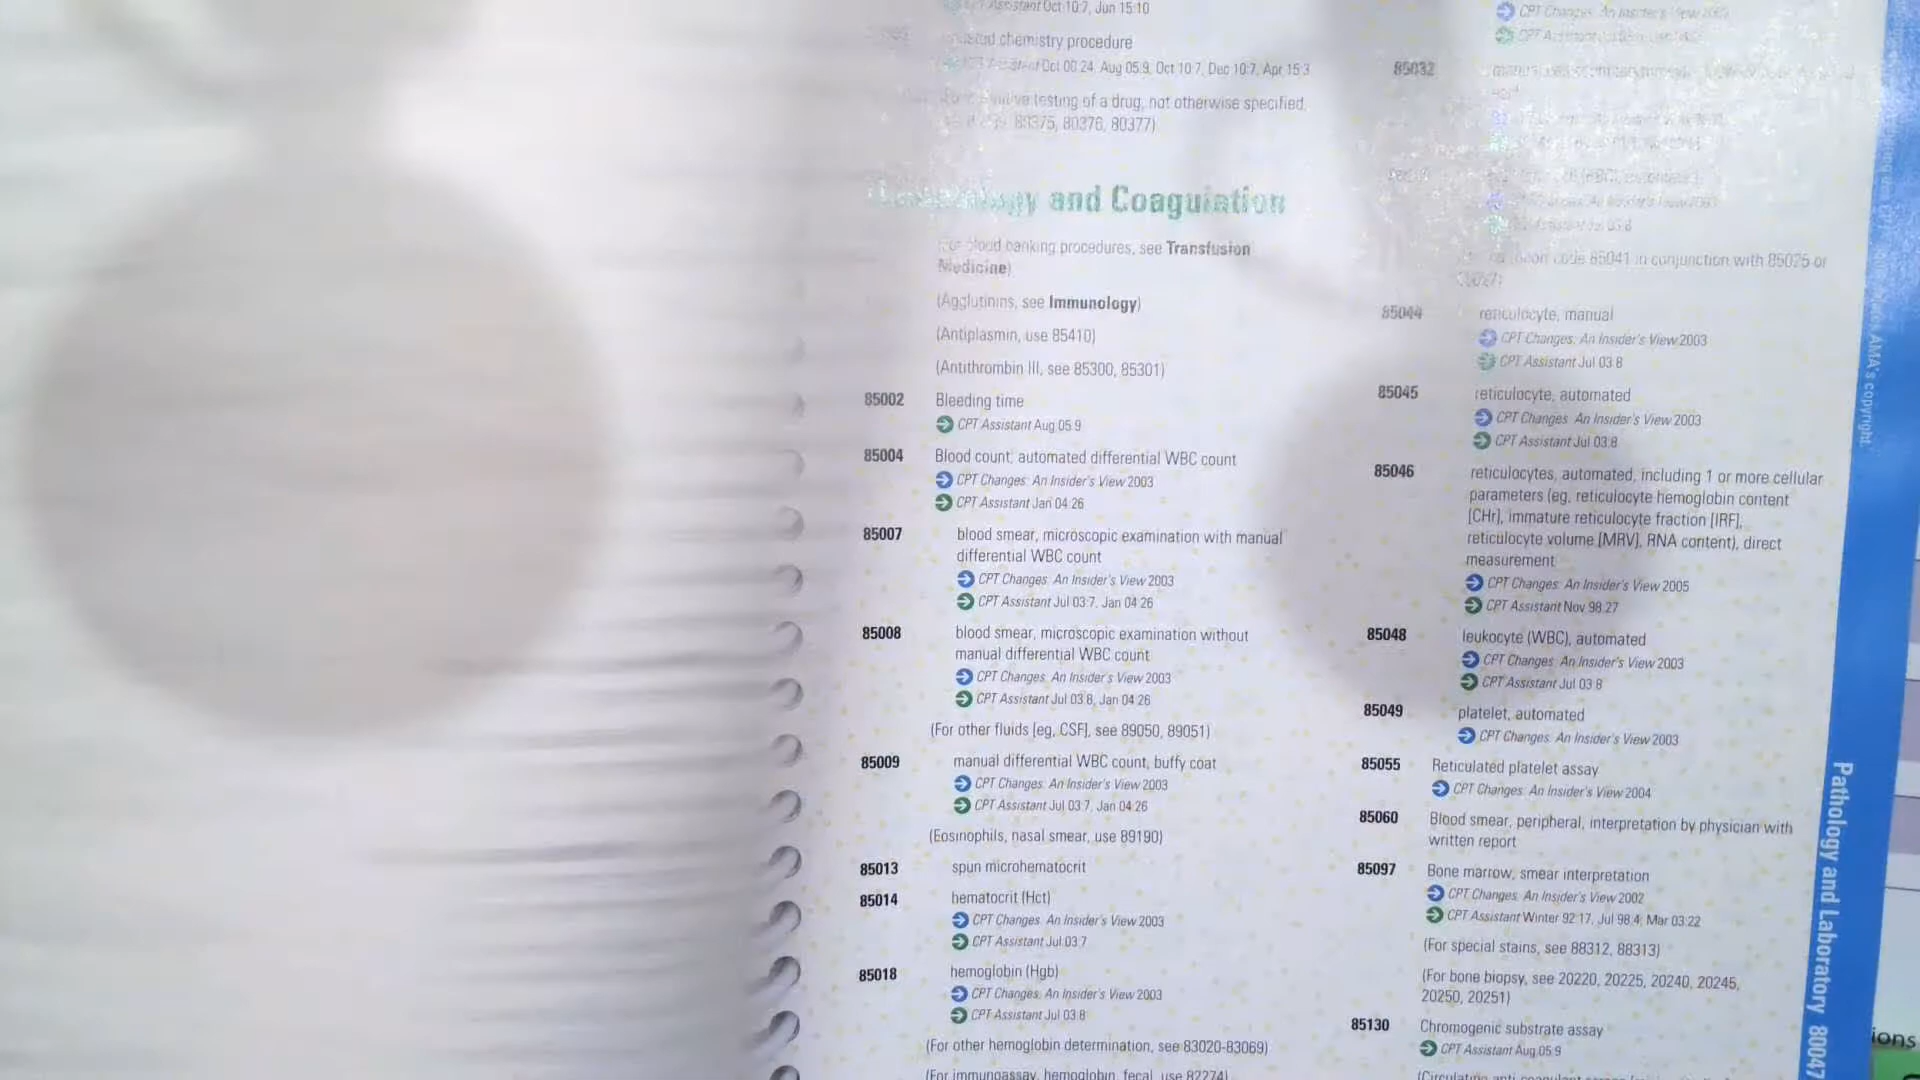 Assistant Oct 10:7, Jun 15:10
chemistry procedure
Oct 00:24, Aug 05:9, Oct 10:7, Dec 10:7, Apr 15:3
testing of a drug, not otherwise specified,
80375, 80376, 80377)
and Coagulation
blood banking procedures, see Transfusion
Medicine)
(Agglutinins, see Immunology)
(Antiplasmin, use 85410)
(Antithrombin III, see 85300, 85301)
85002 Bleeding time
CPT Assistant Aug 05:9
85004 Blood count; automated differential WBC count
CPT Changes: An Insider's View 2003
CPT Assistant Jan 04:26
85007 blood smear, microscopic examination with manual
differential WBC count
CPT Changes: An Insider's View 2003
CPT Assistant Jul 03:7, Jan 04:26
85008 blood smear, microscopic examination without
manual differential WBC count
CPT Changes: An Insider's View 2003
CPT Assistant Jul 03:8, Jan 04:26
(For other fluids [eg, CSF], see 89050, 89051)
85009 manual differential WBC count, buffy coat
CPT Changes: An Insider's View 2003
CPT Assistant Jul 03:7, Jan 04:26
(Eosinophils, nasal smear, use 89190)
85013 spun microhematocrit
85014 hematocrit (Hct)
CPT Changes: An Insider's View 2003
CPT Assistant Jul 03:7
85018 hemoglobin (Hgb)
CPT Changes: An Insider's View 2003
CPT Assistant Jul 03:8
(For other hemoglobin determination, see 83020-83069)
(For immunoassay, hemoglobin, fecal, use 82274)
CPT Changes: An Insider's View
85032
code 85041 in conjunction with 85025 or
85027)
85044 reticulocyte, manual
CPT Changes: An Insider's View 2003
CPT Assistant Jul 03:8
85045 reticulocyte, automated
CPT Changes: An Insider's View 2003
CPT Assistant Jul 03:8
85046 reticulocytes, automated, including 1 or more cellular
parameters (eg, reticulocyte hemoglobin content
[CHr], immature reticulocyte fraction [IRF],
reticulocyte volume [MRV], RNA content), direct
measurement
CPT Changes: An Insider's View 2005
CPT Assistant Nov 98:27
85048 leukocyte (WBC), automated
CPT Changes: An Insider's View 2003
CPT Assistant Jul 03:8
85049 platelet, automated
CPT Changes: An Insider's View 2003
85055 Reticulated platelet assay
CPT Changes: An Insider's View 2004
85060 Blood smear, peripheral, interpretation by physician with
written report
85097 Bone marrow, smear interpretation
CPT Changes: An Insider's View 2002
CPT Assistant Winter 92:17, Jul 98:4, Mar 03:22
(For special stains, see 88312, 88313)
(For bone biopsy, see 20220, 20225, 20240, 20245,
20250, 20251)
85130 Chromogenic substrate assay
CPT Assistant Aug 05:9
AMA's copyright.
Pathology and Laboratory 80047
ions